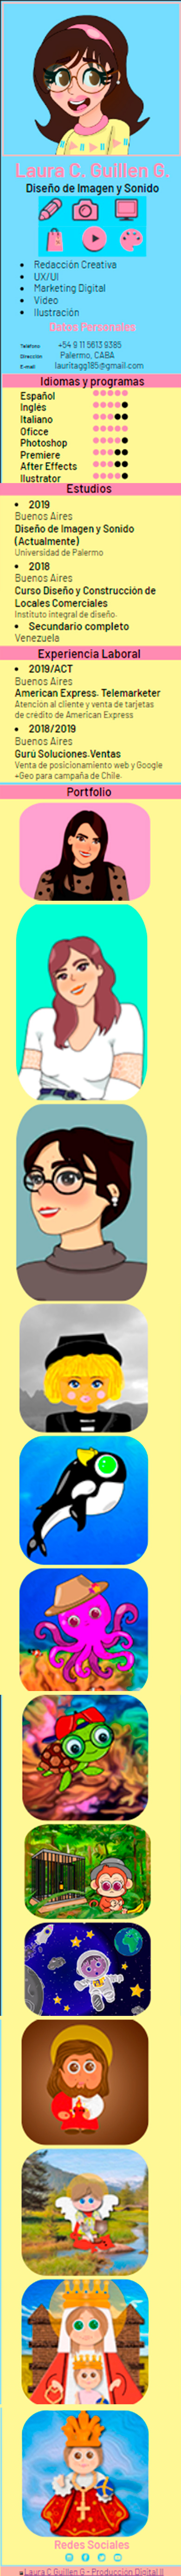 Laura C. Guillen G.
Diseño de Imagen y Sonido
• Redacción Creativa
• UX/UI
• Marketing Digital
• Video
• Ilustración
Datos Personales
Teléfono +54 9 11 5613 9385
Dirección Palermo, CABA
E-mail lauritagg185@gmail.com
Idiomas y programas
Español
Inglés
Italiano
Oficce
Photoshop
Premiere
After Effects
Ilustrator
Estudios
• 2019
Buenos Aires
Diseño de Imagen y Sonido
(Actualmente)
Universidad de Palermo
• 2018
Buenos Aires
Curso Diseño y Construcción de
Locales Comerciales
Instituto integral de diseño.
• Secundario completo
Venezuela
Experiencia Laboral
• 2019/ACT
Buenos Aires
American Express. Telemarketer
Atención al cliente y venta de tarjetas
de crédito de American Express
• 2018/2019
Buenos Aires
Gurú Soluciones.Ventas
Venta de posicionamiento web y Google
+Geo para campaña de Chile.
Portfolio
Redes Sociales
Laura C Guillen G - Producción Digital II